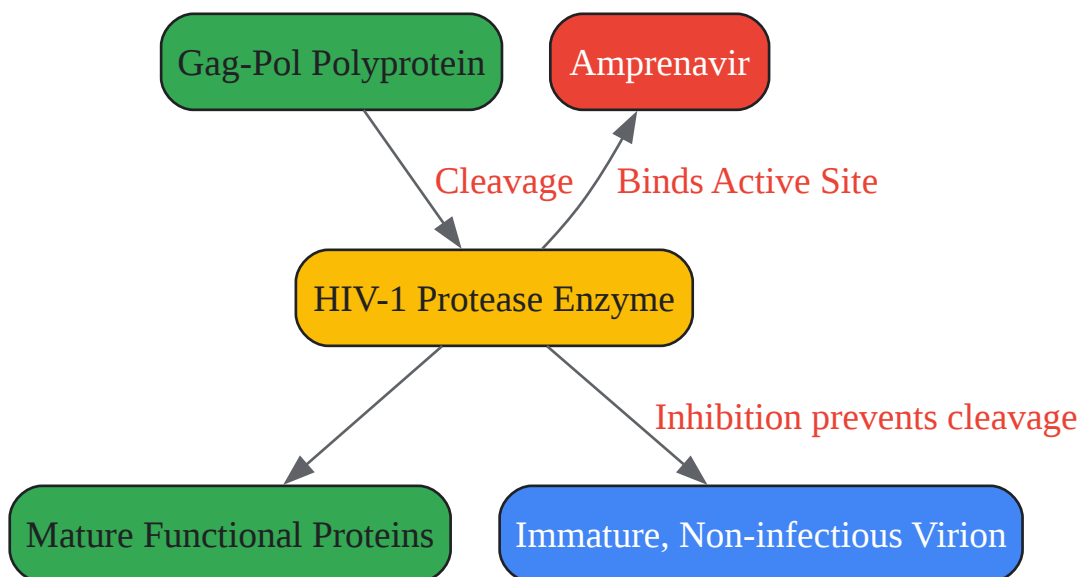 Gag-Pol Polyprotein
Amprenavir
Cleavage
Binds Active Site
HIV-1 Protease Enzyme
Inhibition prevents cleavage
Mature Functional Proteins
Immature, Non-infectious Virion